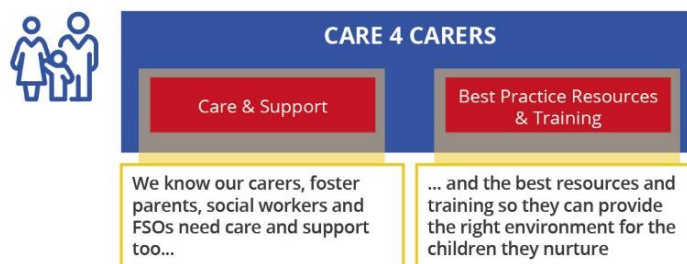 CARE 4 CARERS
Care & Support
Best Practice Resources
& Training
We know our carers, foster
parents, social workers and
FSOs need care and support
too...
... and the best resources and
training so they can provide
the right environment for the
children they nurture